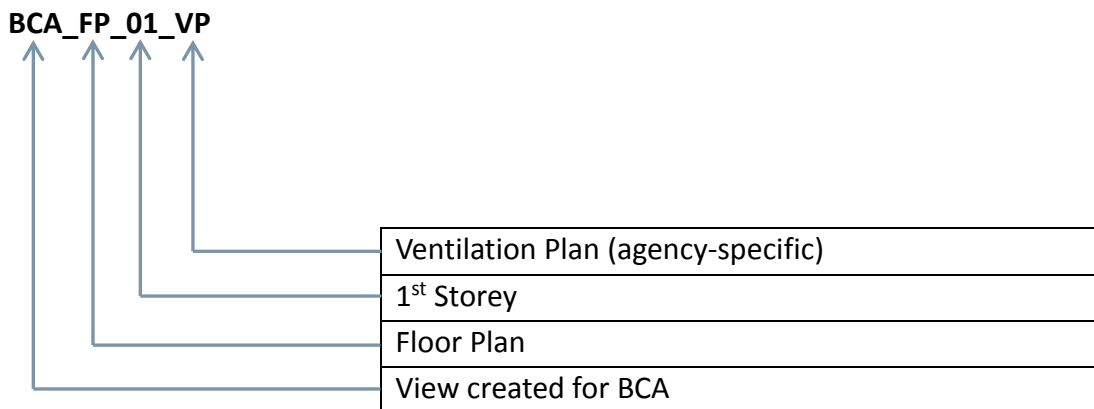 BCA_FP_01_VP
Ventilation Plan (agency-specific)
1st Storey
Floor Plan
View created for BCA